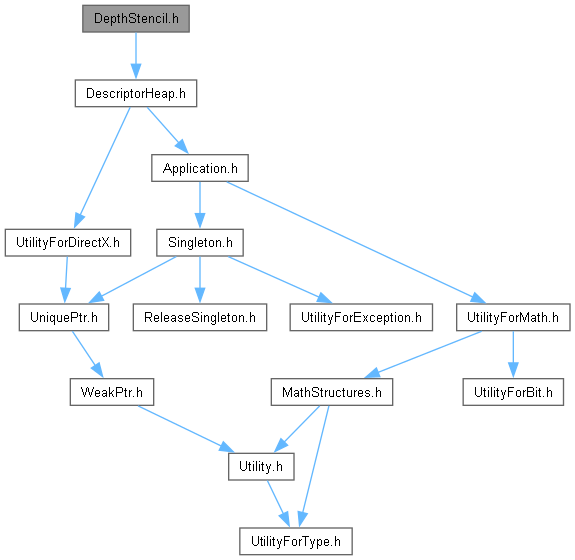 DepthStencil.h
DescriptorHeap.h
Application.h
UtilityForDirectX.h
Singleton.h
UniquePtr.h
ReleaseSingleton.h
UtilityForException.h
UtilityForMath.h
WeakPtr.h
MathStructures.h
UtilityForBit.h
Utility.h
UtilityForType.h